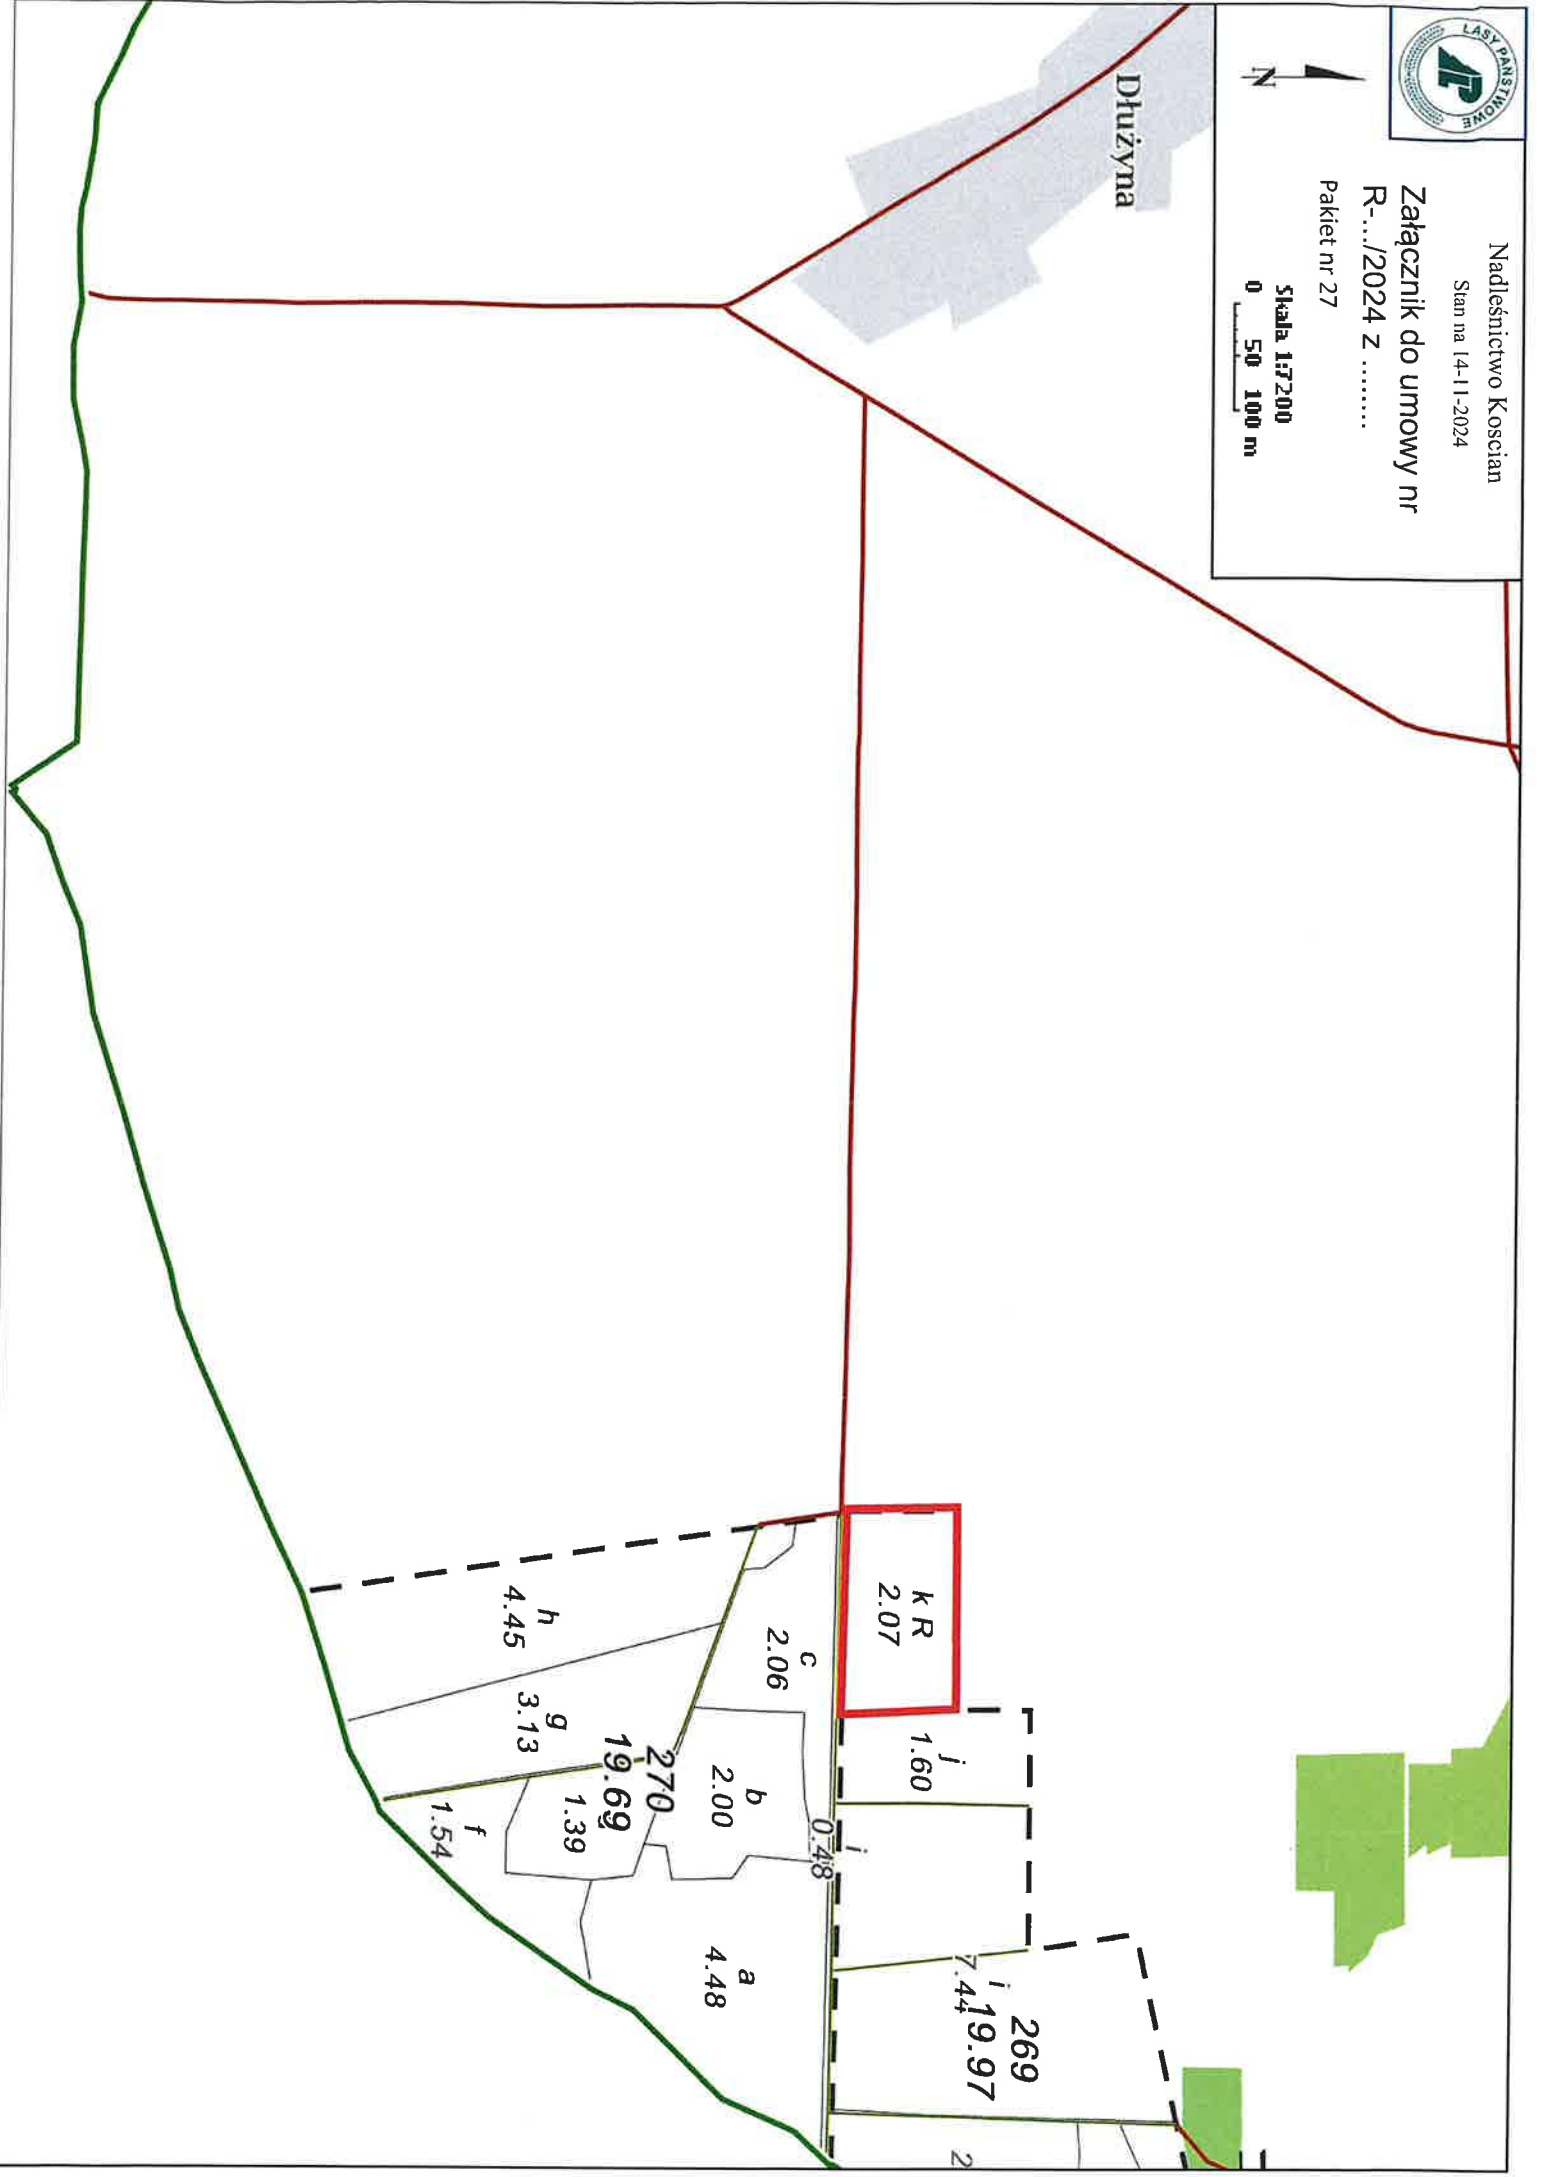 LASY PAŃSTWOWE
LP
Nadleśnictwo Koscian
Stan na 14-11-2024
Załącznik do umowy nr
R-.../2024 z ........
Pakiet nr 27
N
Skala 1:7200
0 50 100 m
Dłużyna
k R
2.07
j
1.60
i
7.44
269
19.97
2
i
0.48
c
2.06
b
2.00
a
4.48
270
19.69
h
4.45
g
3.13
1.39
f
1.54